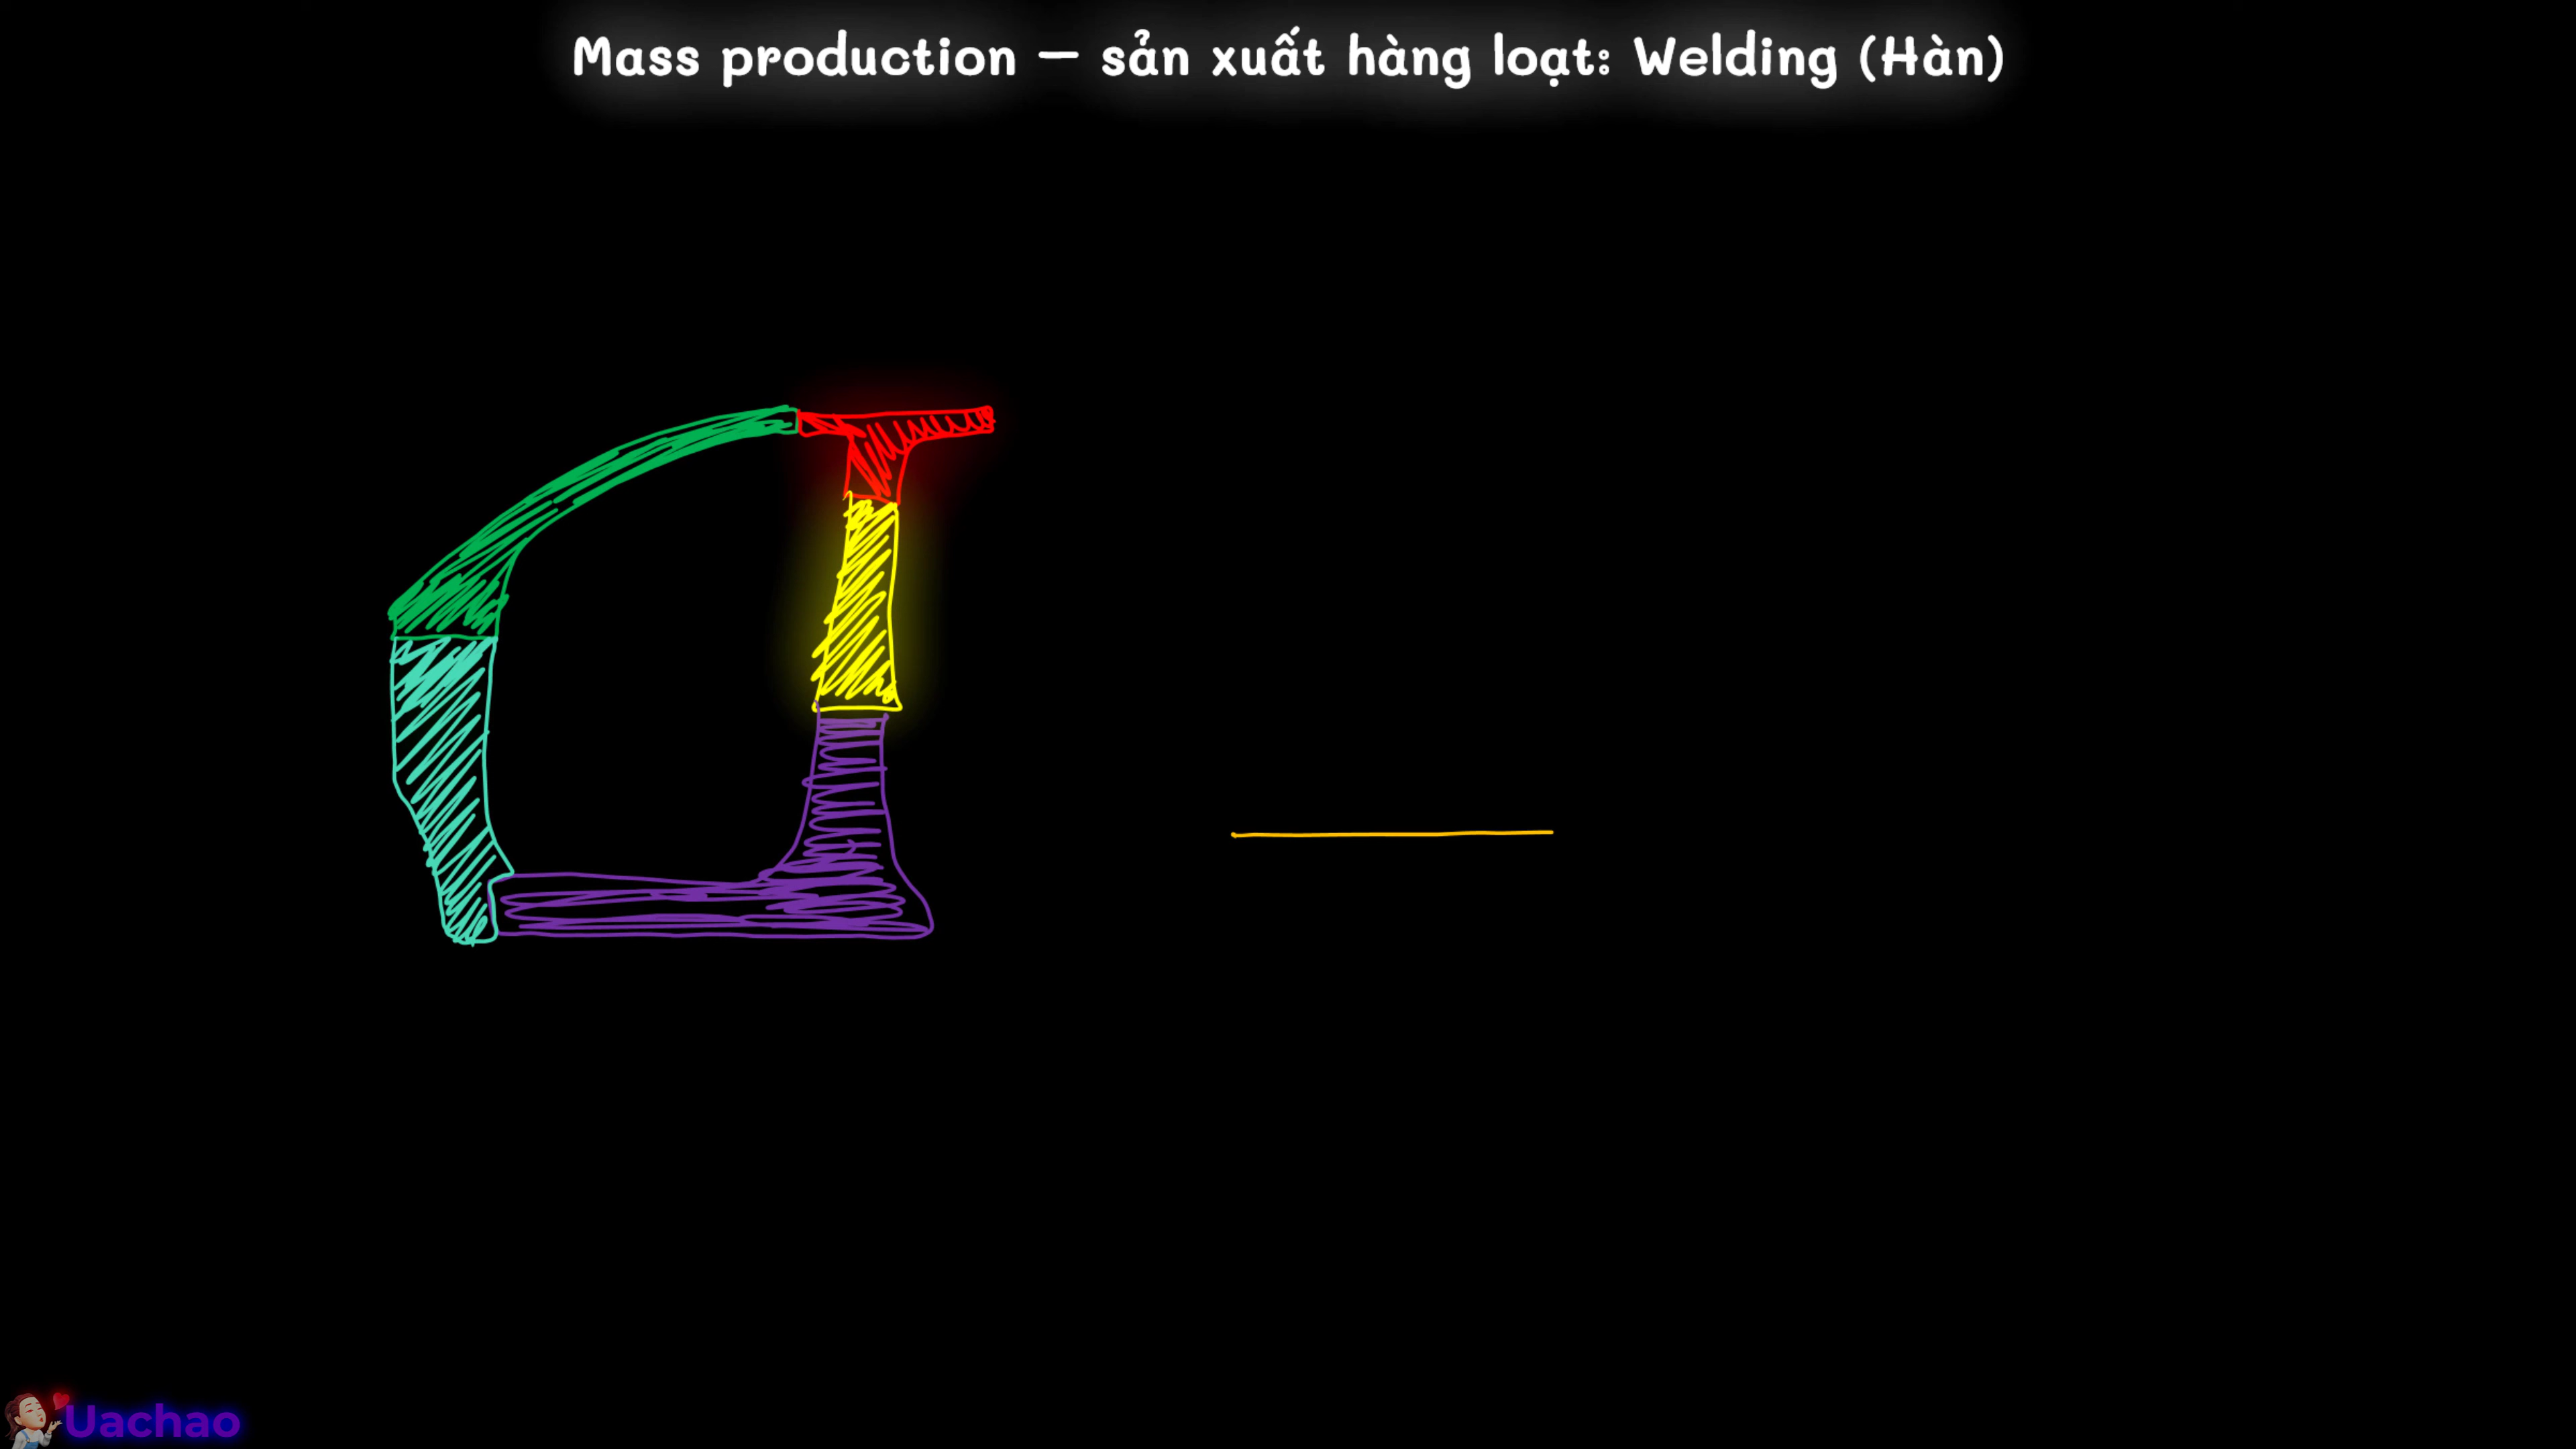 Mass production — sản xuất hàng loạt: Welding (Hàn)
Uachao